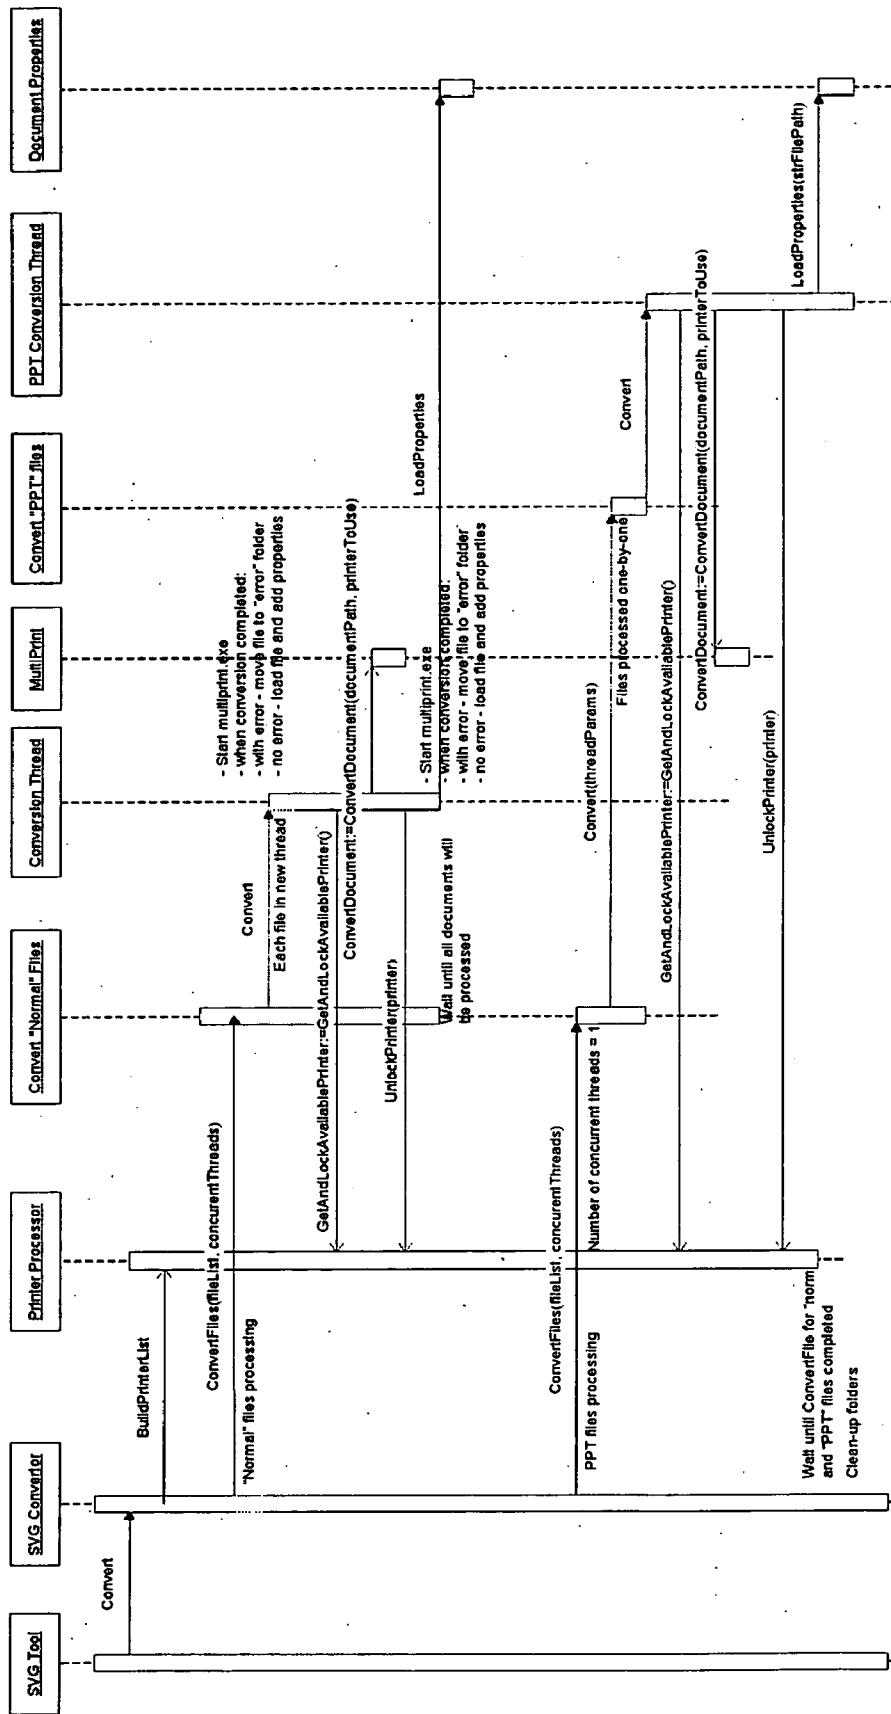 SVG Tool
SVG Convertor
Printer Processor
Convert "Normal" Files
Conversion Thread
MultiPrint
Convert "PPT" files
PPT Conversion Thread
Document Properties
Convert
BuildPrinterList
ConvertFiles(fileList, concurentThreads)
"Normal" files processing
Convert
Each file in new thread
- Start multiprint.exe
- when conversion completed:
- with error - move file to "error" folder
- no error - load file and add properties
GetAndLockAvailablePrinter:=GetAndLockAvailablePrinter()
ConvertDocument:=ConvertDocument(documentPath, printerToUse)
UnlockPrinter(printer)
LoadProperties
Wait until all documents will
be processed
- Start multiprint.exe
- when conversion completed:
- with error - move file to "error" folder
- no error - load file and add properties
ConvertFiles(fileList, concurentThreads)
PPT files processing
Number of concurrent threads = 1
Convert(threadParams)
Files processed one-by-one
Convert
GetAndLockAvailablePrinter:=GetAndLockAvailablePrinter()
ConvertDocument:=ConvertDocument(documentPath, printerToUse)
UnlockPrinter(printer)
LoadProperties(strFilePath)
Wait until ConvertFile for "norm
and "PPT" files completed
Clean-up folders